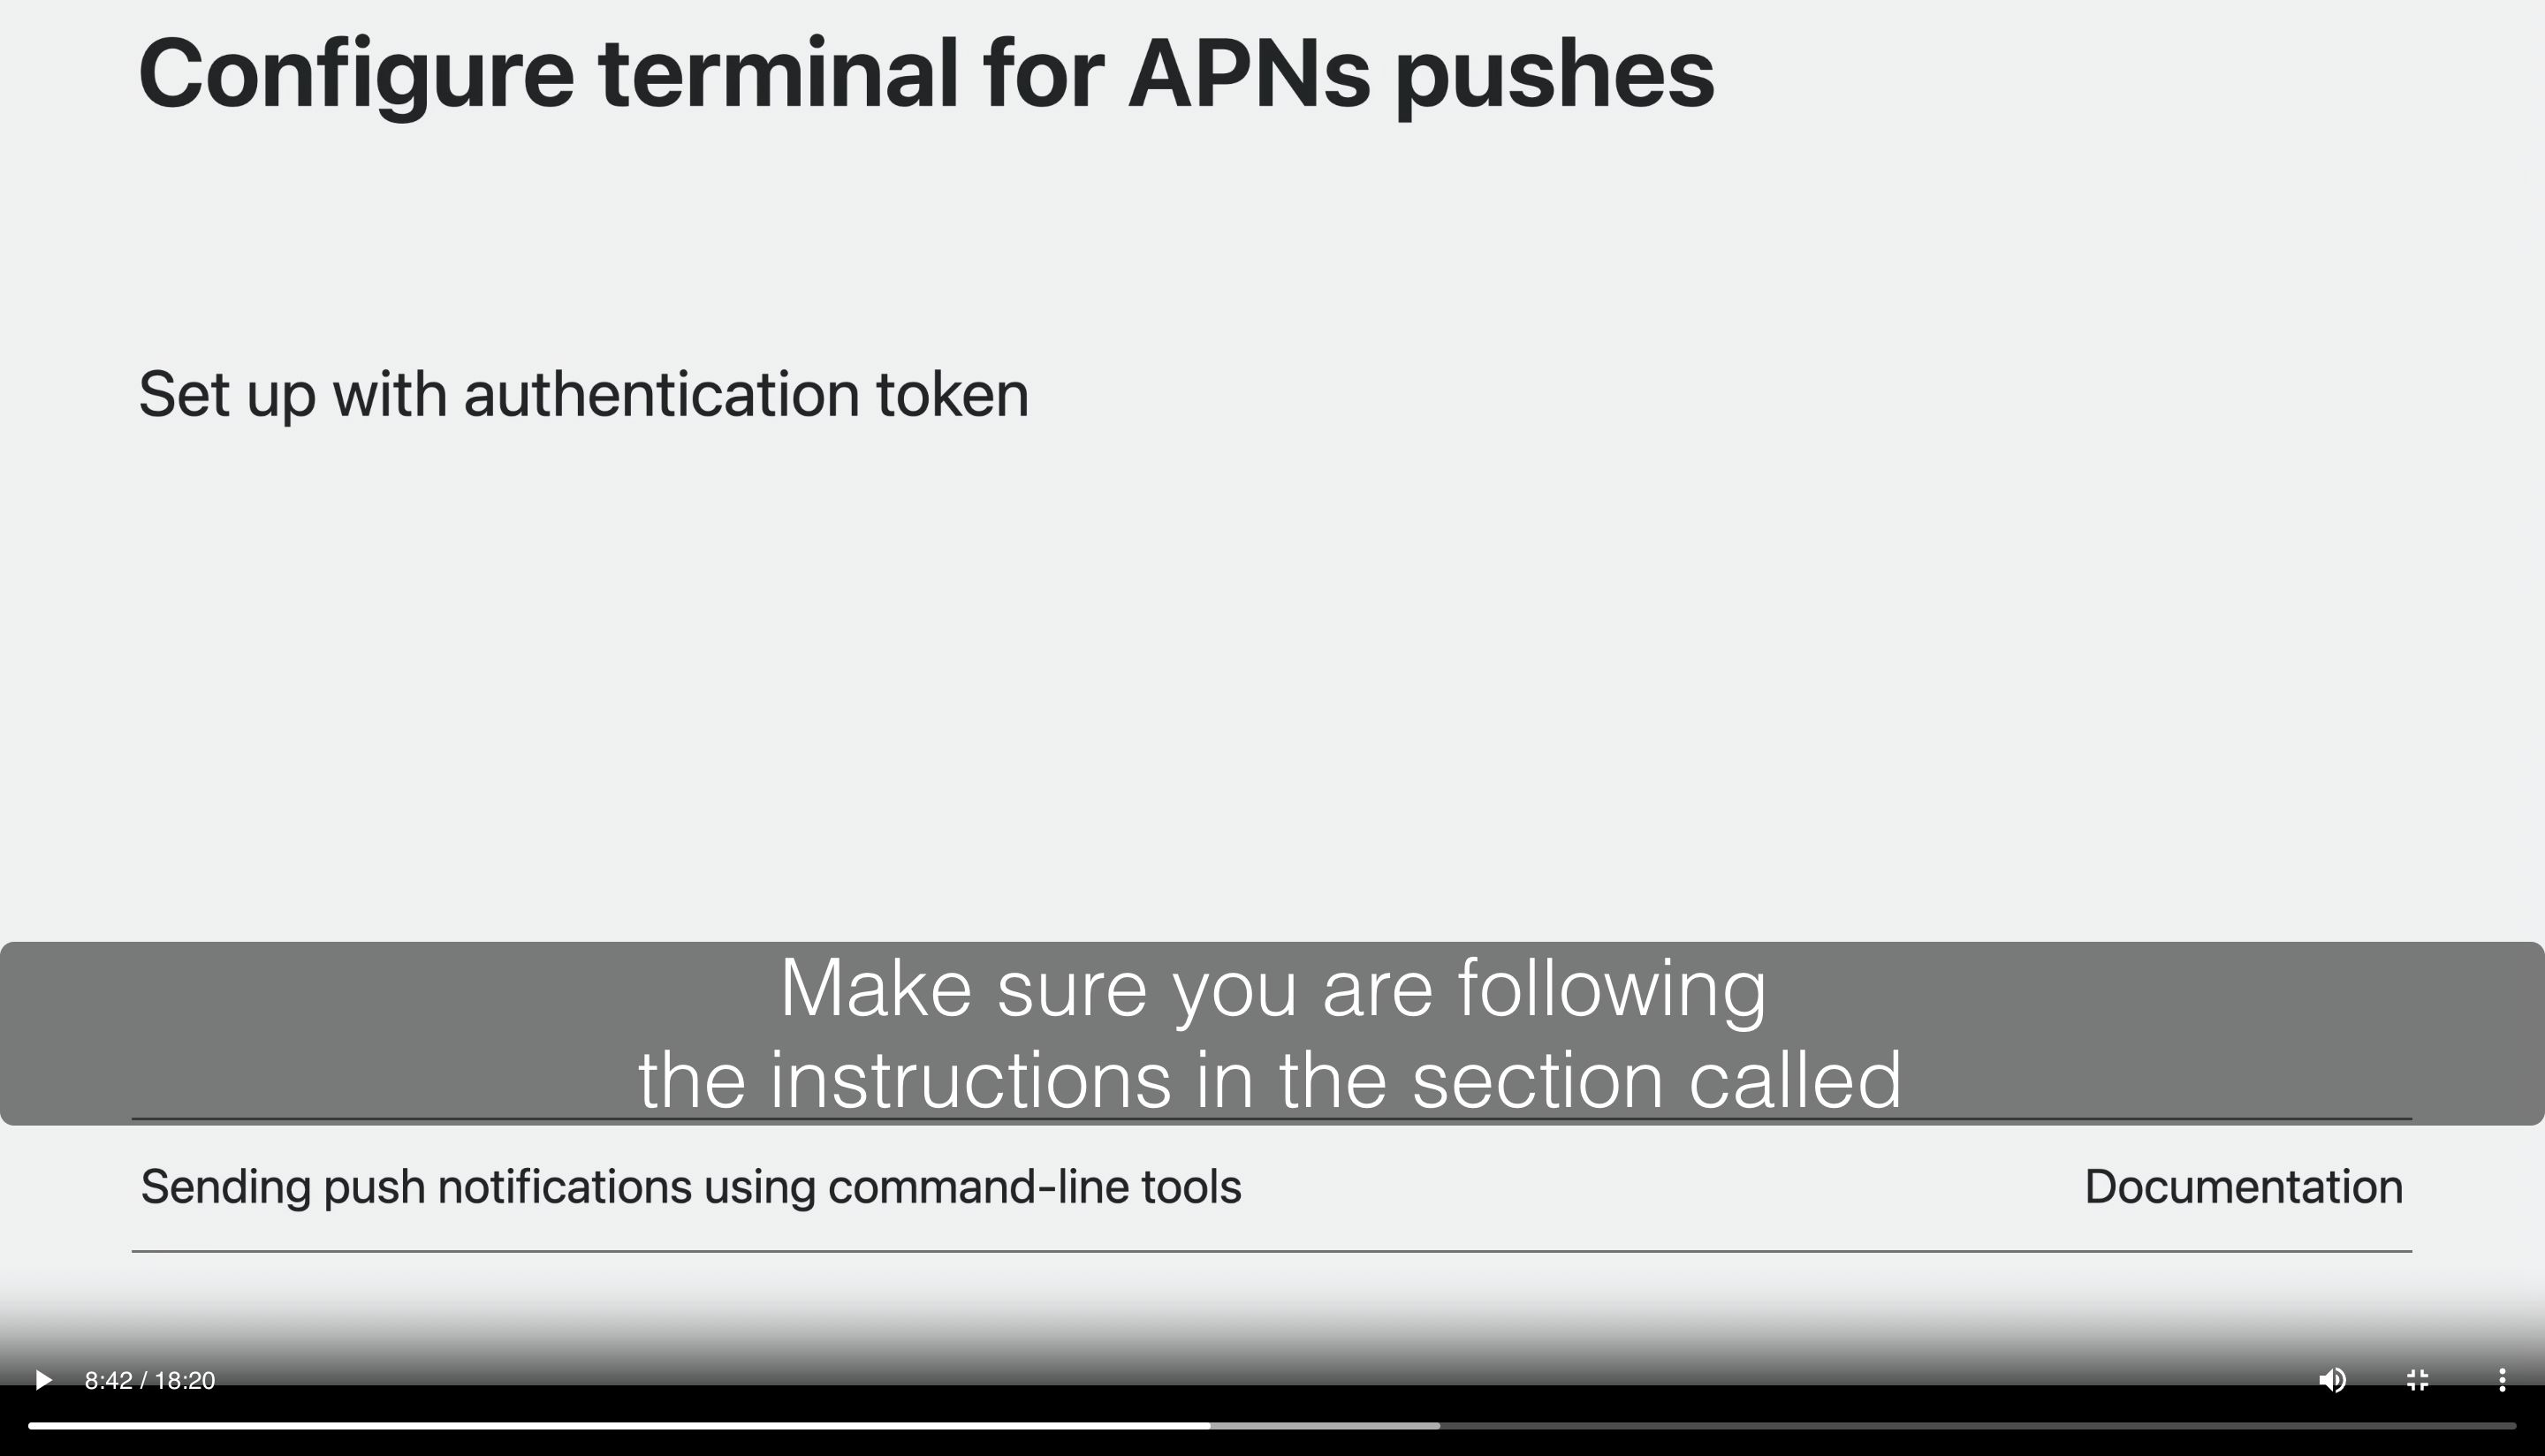 Configure terminal for APNs pushes
Set up with authentication token
Make sure you are following
the instructions in the section called
Sending push notifications using command-line tools
Documentation
8:42 / 18:20